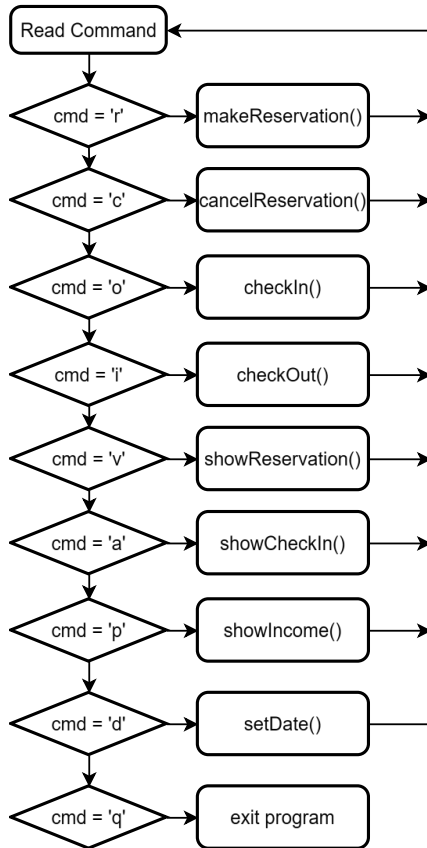 Read Command
cmd = 'r'
makeReservation()
cmd = 'c'
cancelReservation()
cmd = 'o'
checkIn()
cmd = 'i'
checkOut()
cmd = 'v'
showReservation()
cmd = 'a'
showCheckIn()
cmd = 'p'
showIncome()
cmd = 'd'
setDate()
cmd = 'q'
exit program